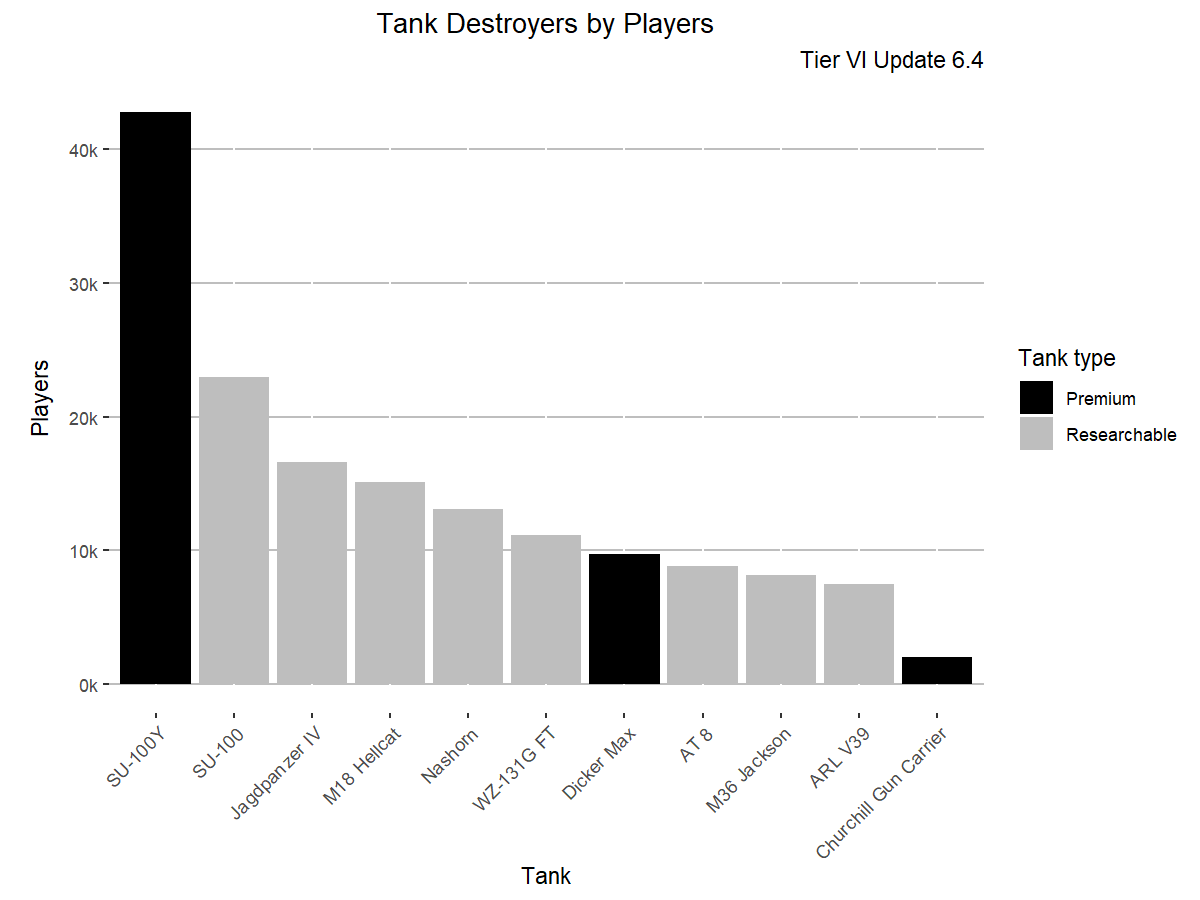 Tank Destroyers by Players
Tier VI Update 6.4
Players
40k
30k
20k
10k
0k
SU-100Y
SU-100
Jagdpanzer IV
M18 Hellcat
Nashorn
WZ-131G FT
Dicker Max
AT 8
M36 Jackson
ARL V39
Churchill Gun Carrier
Tank
Tank type
Premium
Researchable